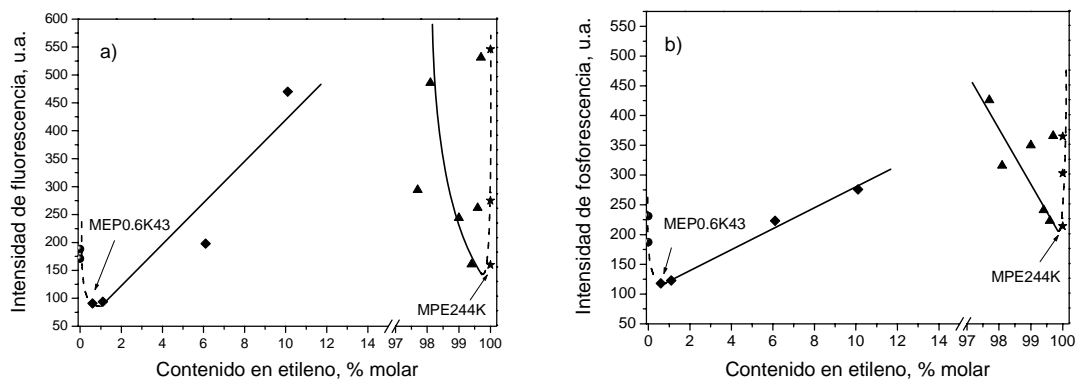 a)
Intensidad de fluorescencia, u.a.
600
550
500
450
400
350
300
250
200
150
100
50
MEP0.6K43
MPE244K
0 2 4 6 8 10 12 14 98 99 100
Contenido en etileno, % molar
b)
Intensidad de fosforescencia, u.a.
550
500
450
400
350
300
250
200
150
100
50
MEP0.6K43
MPE244K
0 2 4 6 8 10 12 14 97 98 99 100
Contenido en etileno, % molar